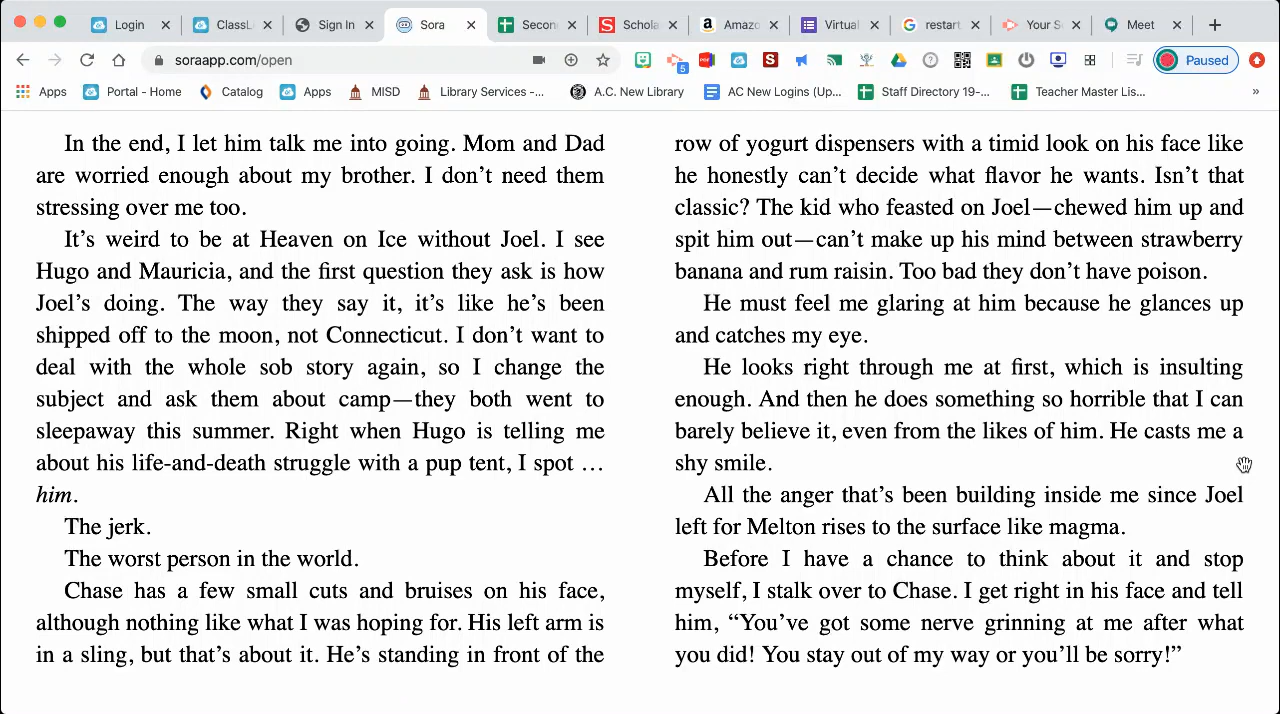 Login
ClassL
Sign In
Sora
Secon
Schola
Amazo
Virtual
restart
Your S
Meet
soraapp.com/open
5
Paused
Apps
Portal - Home
Catalog
Apps
MISD
Library Services -...
A.C. New Library
AC New Logins (Up...
Staff Directory 19-...
Teacher Master Lis...
In the end, I let him talk me into going. Mom and Dad
are worried enough about my brother. I don’t need them
stressing over me too.
It’s weird to be at Heaven on Ice without Joel. I see
Hugo and Mauricia, and the first question they ask is how
Joel’s doing. The way they say it, it’s like he’s been
shipped off to the moon, not Connecticut. I don’t want to
deal with the whole sob story again, so I change the
subject and ask them about camp—they both went to
sleepaway this summer. Right when Hugo is telling me
about his life-and-death struggle with a pup tent, I spot …
him.
The jerk.
The worst person in the world.
Chase has a few small cuts and bruises on his face,
although nothing like what I was hoping for. His left arm is
in a sling, but that’s about it. He’s standing in front of the
row of yogurt dispensers with a timid look on his face like
he honestly can’t decide what flavor he wants. Isn’t that
classic? The kid who feasted on Joel—chewed him up and
spit him out—can’t make up his mind between strawberry
banana and rum raisin. Too bad they don’t have poison.
He must feel me glaring at him because he glances up
and catches my eye.
He looks right through me at first, which is insulting
enough. And then he does something so horrible that I can
barely believe it, even from the likes of him. He casts me a
shy smile.
All the anger that’s been building inside me since Joel
left for Melton rises to the surface like magma.
Before I have a chance to think about it and stop
myself, I stalk over to Chase. I get right in his face and tell
him, “You’ve got some nerve grinning at me after what
you did! You stay out of my way or you’ll be sorry!”